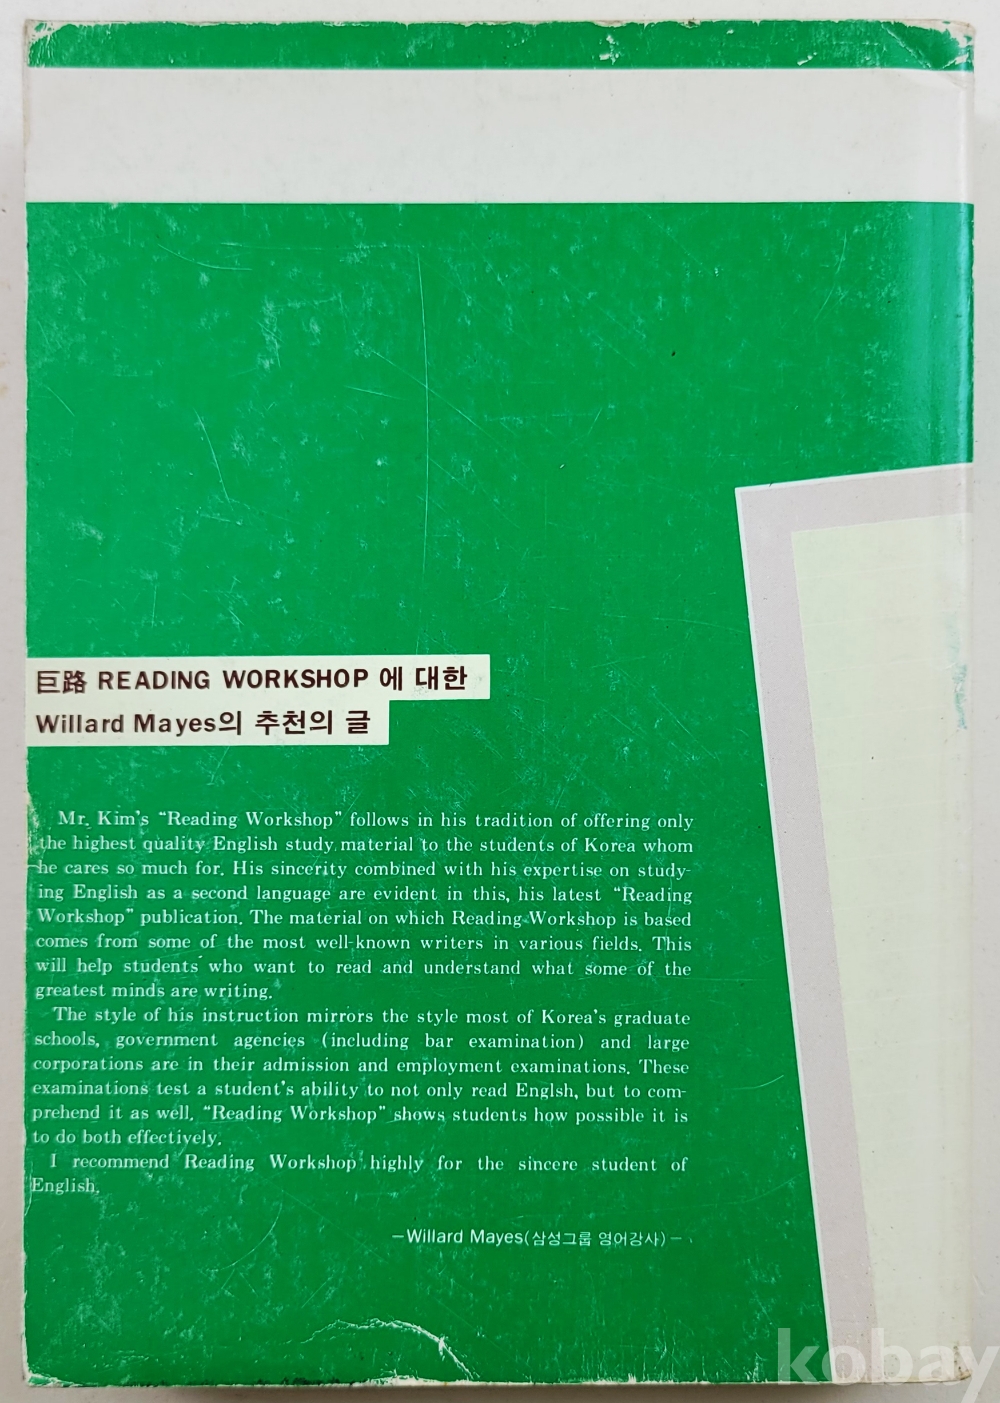 巨路 READING WORKSHOP 에 대한
Willard Mayes의 추천의 글
Mr. Kim's “Reading Workshop” follows in his tradition of offering only
the highest quality English study material to the students of Korea whom
he cares so much for. His sincerity combined with his expertise on study-
ing English as a second language are evident in this, his latest “Reading
Workshop” publication. The material on which Reading Workshop is based
comes from some of the most well-known writers in various fields. This
will help students who want to read and understand what some of the
greatest minds are writing.
The style of his instruction mirrors the style most of Korea's graduate
schools, government agencies (including bar examination) and large
corporations are in their admission and employment examinations. These
examinations test a student's ability to not only read Englsh, but to com-
prehend it as well. “Reading Workshop” shows students how possible it is
to do both effectively.
I recommend Reading Workshop highly for the sincere student of
English.
—Willard Mayes(삼성그룹 영어강사)—
kobay